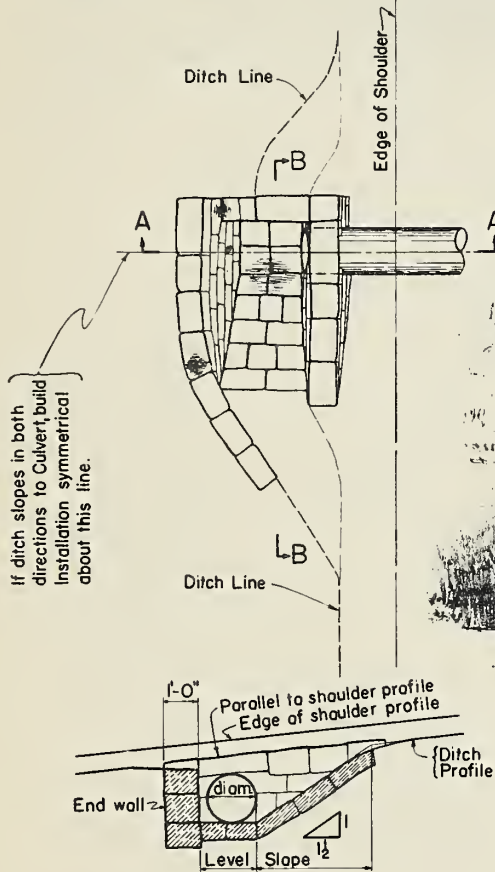 Ditch Line
Edge of Shoulder
B
A
A
If ditch slopes in both
directions to Culvert, build
Installation symmetrical
about this line.
B
Ditch Line
1'-0"
Parallel to shoulder profile
Edge of shoulder profile
Ditch
Profile
diam.
End wall
1
1½
Level
Slope